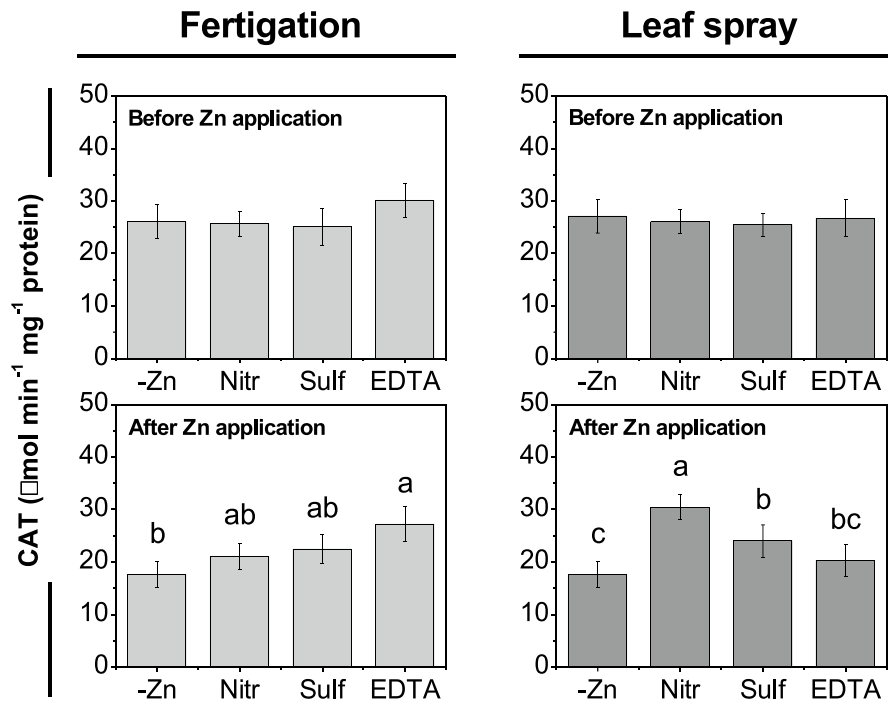 Fertigation
Leaf spray
CAT (□mol min⁻¹ mg⁻¹ protein)
50
40
30
20
10
0
Before Zn application
-Zn Nitr Sulf EDTA
50
40
30
20
10
0
Before Zn application
-Zn Nitr Sulf EDTA
50
40
30
20
10
0
After Zn application
b ab ab a
-Zn Nitr Sulf EDTA
50
40
30
20
10
0
After Zn application
c a b bc
-Zn Nitr Sulf EDTA